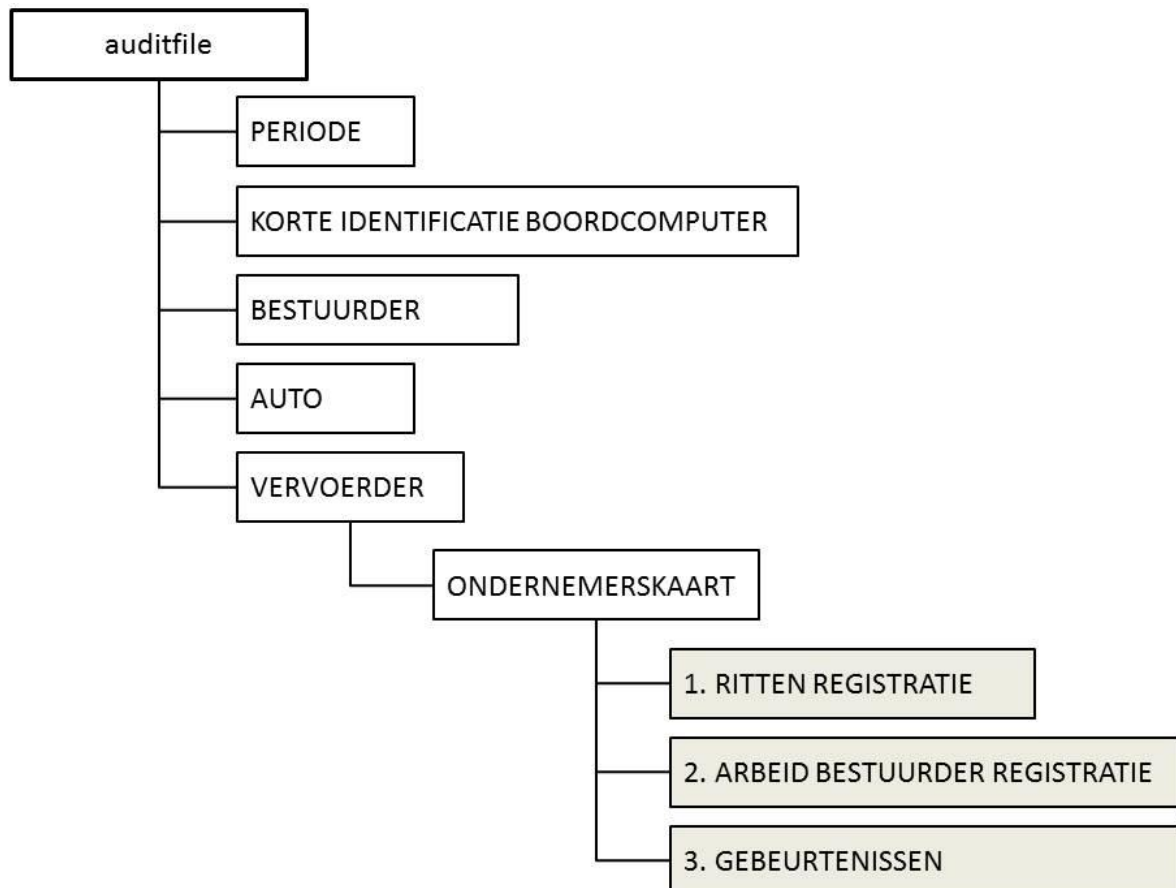 auditfile
PERIODE
KORTE IDENTIFICATIE BOORDCOMPUTER
BESTUURDER
AUTO
VERVOERDER
ONDERNEMERSKAART
1. RITTEN REGISTRATIE
2. ARBEID BESTUURDER REGISTRATIE
3. GEBEURTENISSEN